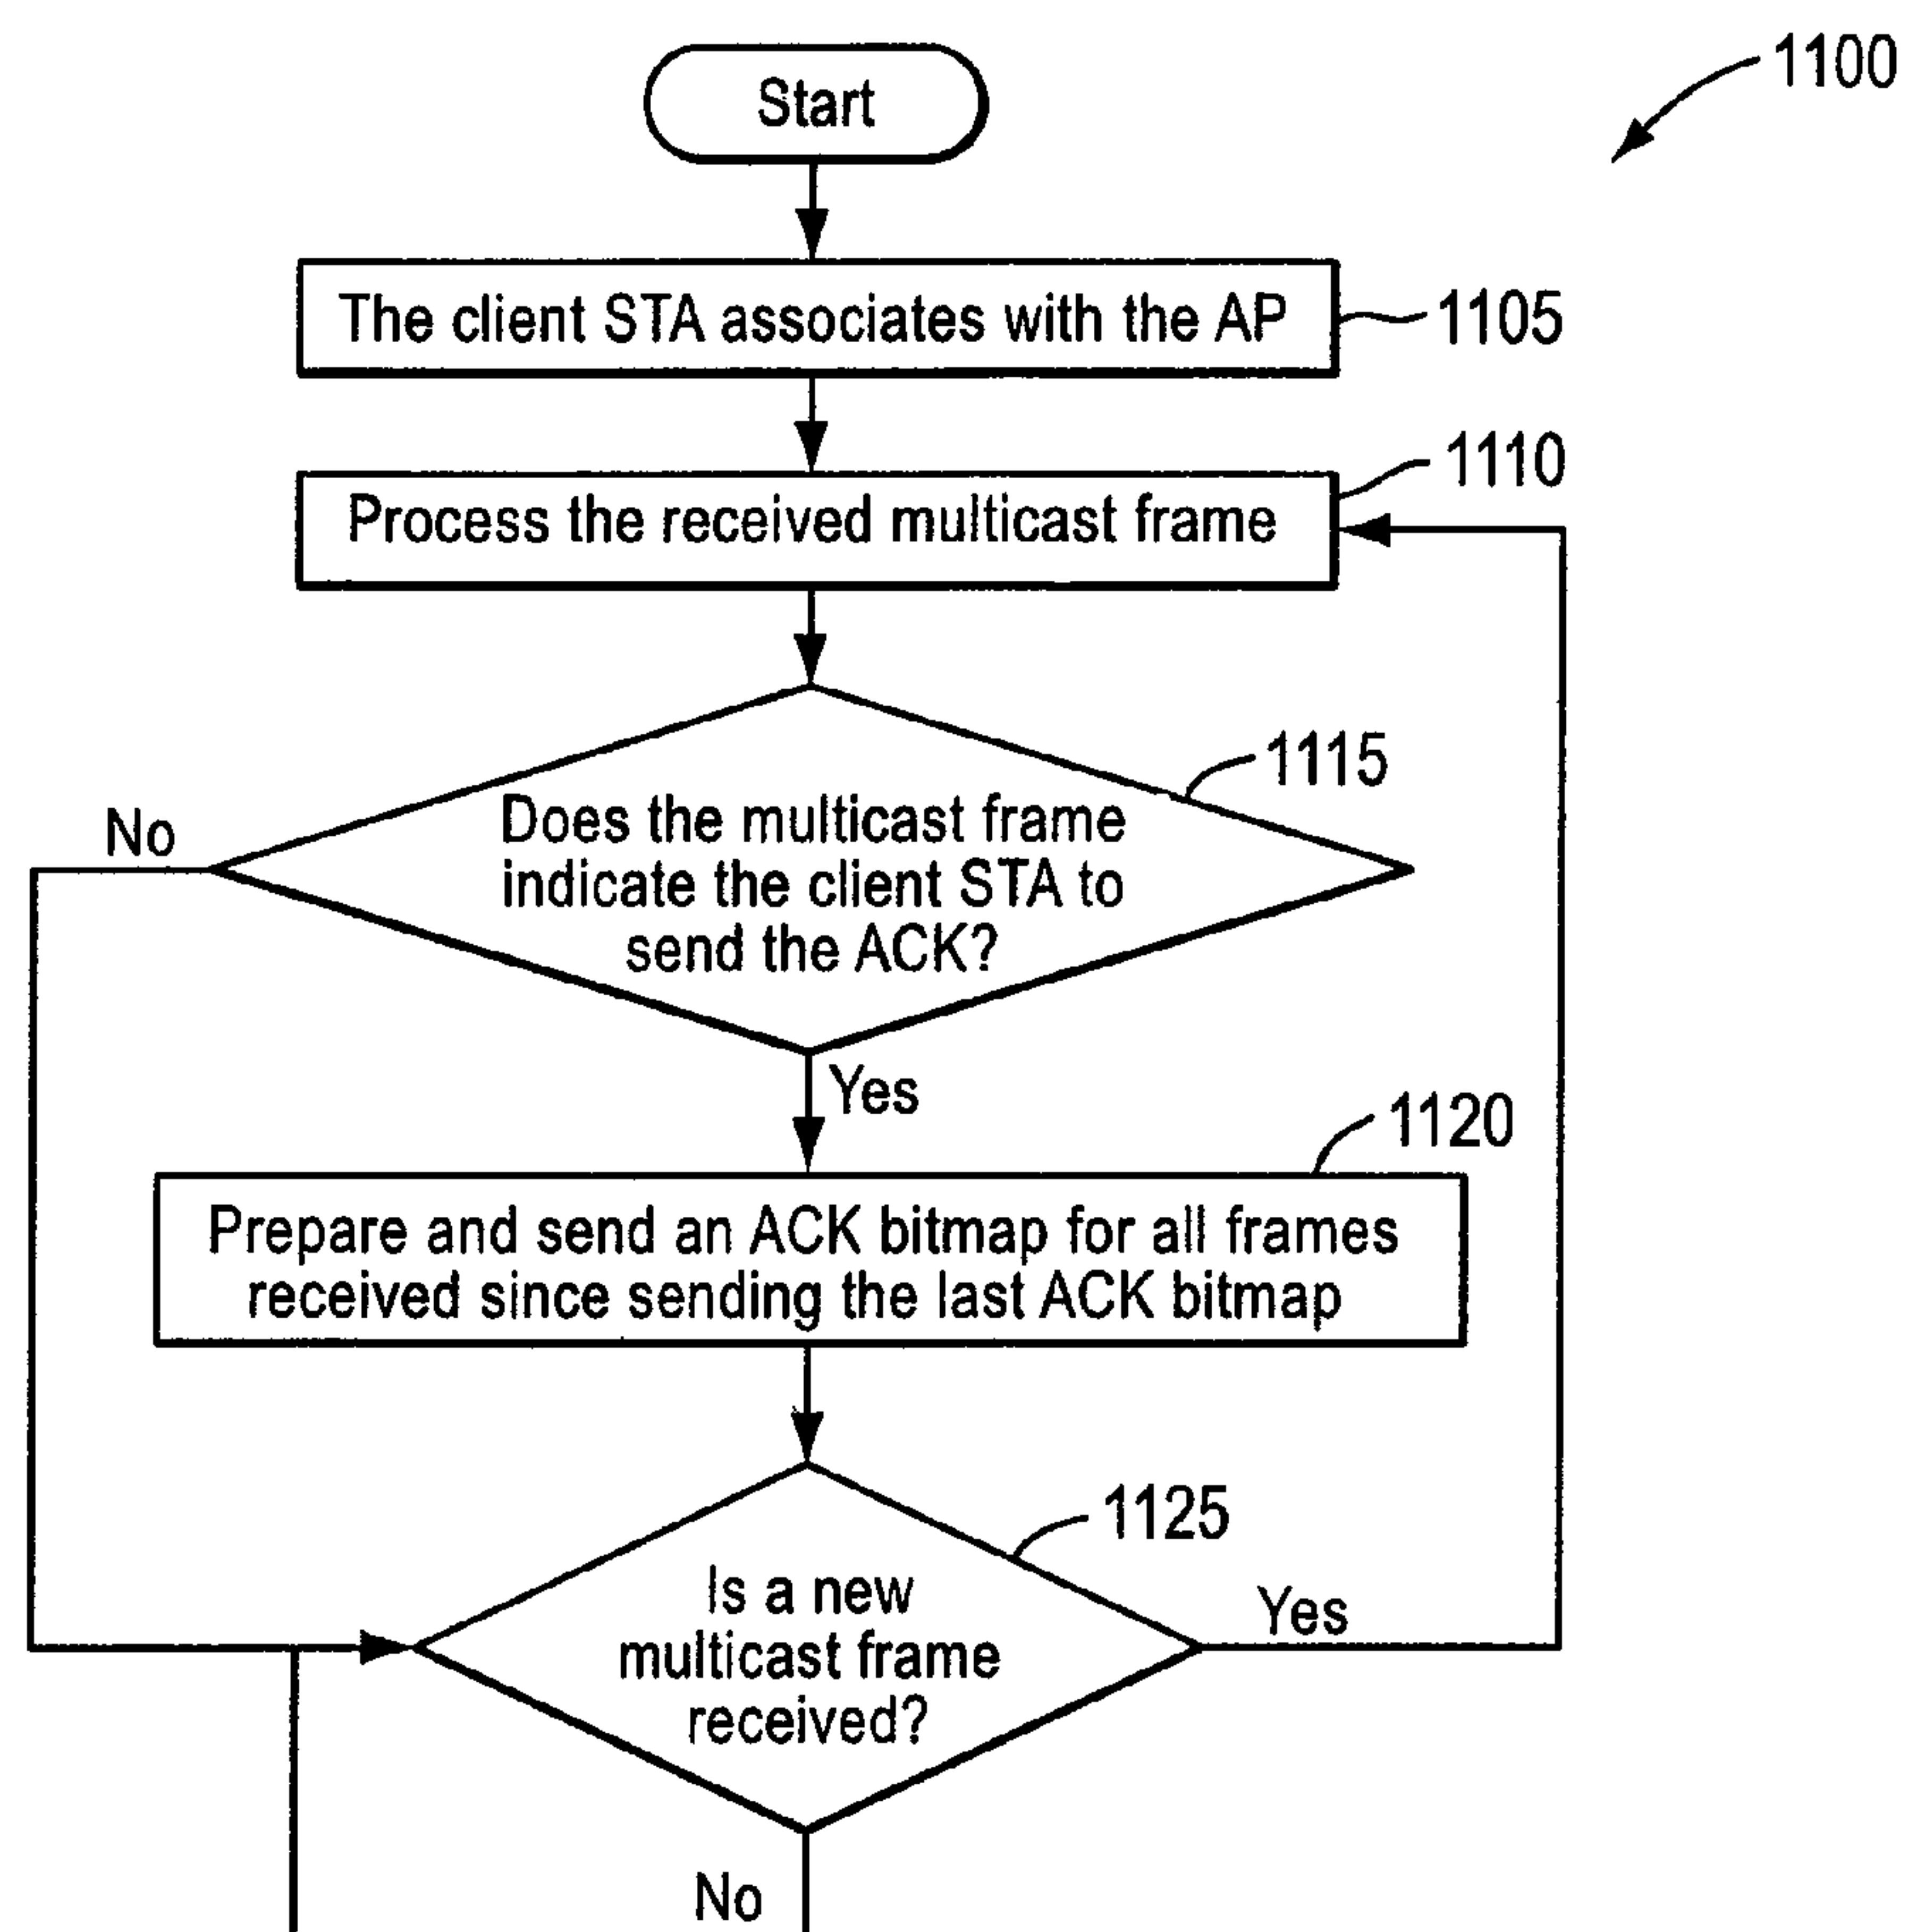 1100
Start
The client STA associates with the AP
1105
1110
Process the received multicast frame
1115
Does the multicast frame
indicate the client STA to
send the ACK?
No
Yes
1120
Prepare and send an ACK bitmap for all frames
received since sending the last ACK bitmap
1125
Is a new
multicast frame
received?
Yes
No